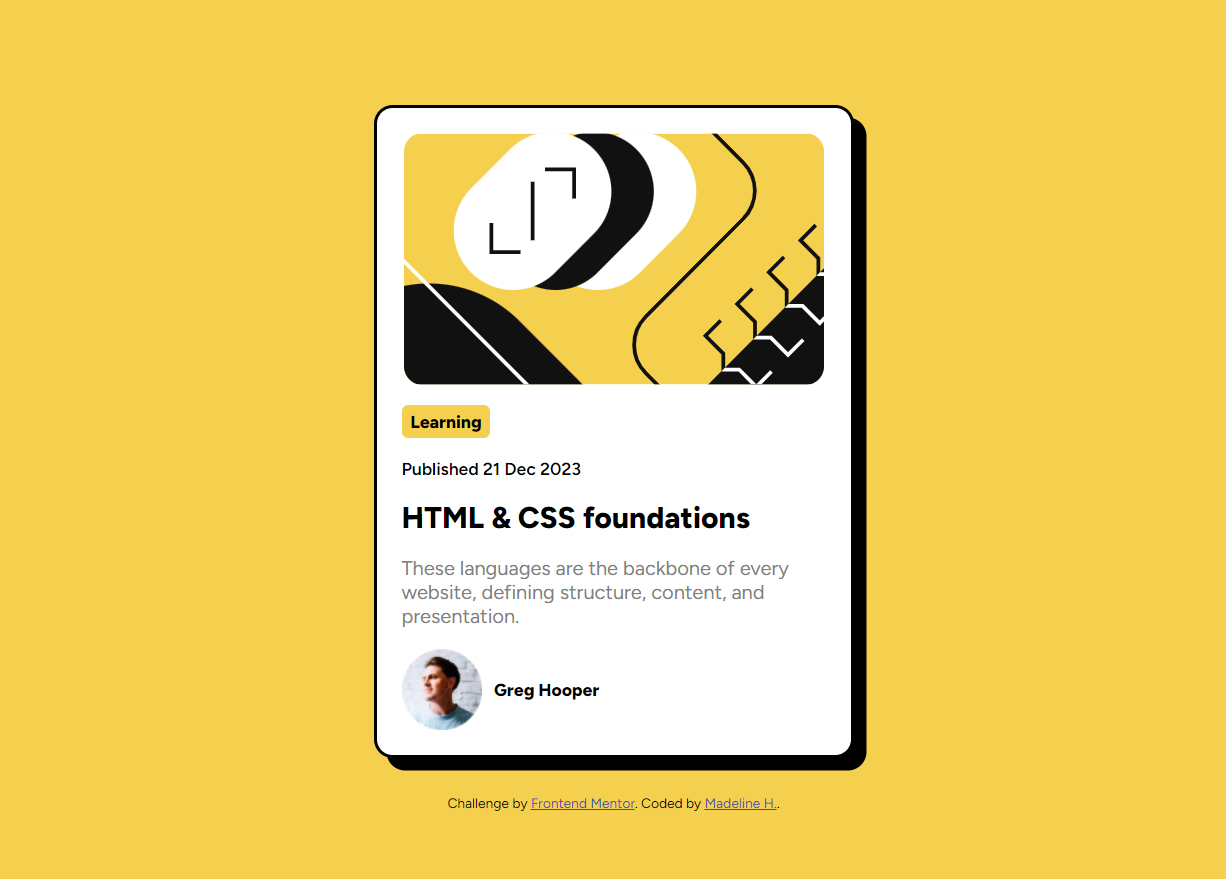 Learning
Published 21 Dec 2023
HTML & CSS foundations
These languages are the backbone of every
website, defining structure, content, and
presentation.
Greg Hooper
Challenge by Frontend Mentor. Coded by Madeline H..